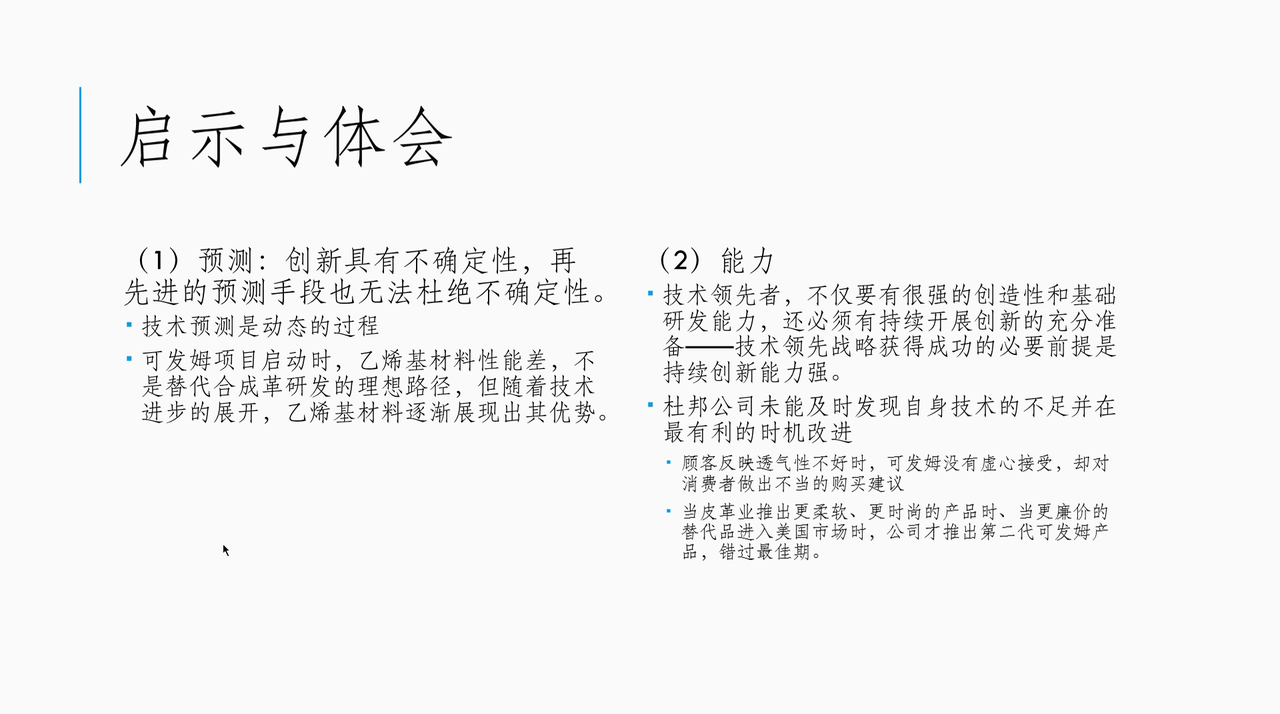 启示与体会
（1）预测：创新具有不确定性，再
先进的预测手段也无法杜绝不确定性。
技术预测是动态的过程
可发姆项目启动时，乙烯基材料性能差，不
是替代合成革研发的理想路径，但随着技术
进步的展开，乙烯基材料逐渐展现出其优势。
（2）能力
技术领先者，不仅要有很强的创造性和基础
研发能力，还必须有持续开展创新的充分准
备——技术领先战略获得成功的必要前提是
持续创新能力强。
杜邦公司未能及时发现自身技术的不足并在
最有利的时机改进
顾客反映透气性不好时，可发姆没有虚心接受，却对
消费者做出不当的购买建议
当皮革业推出更柔软、更时尚的产品时、当更廉价的
替代品进入美国市场时，公司才推出第二代可发姆产
品，错过最佳期。